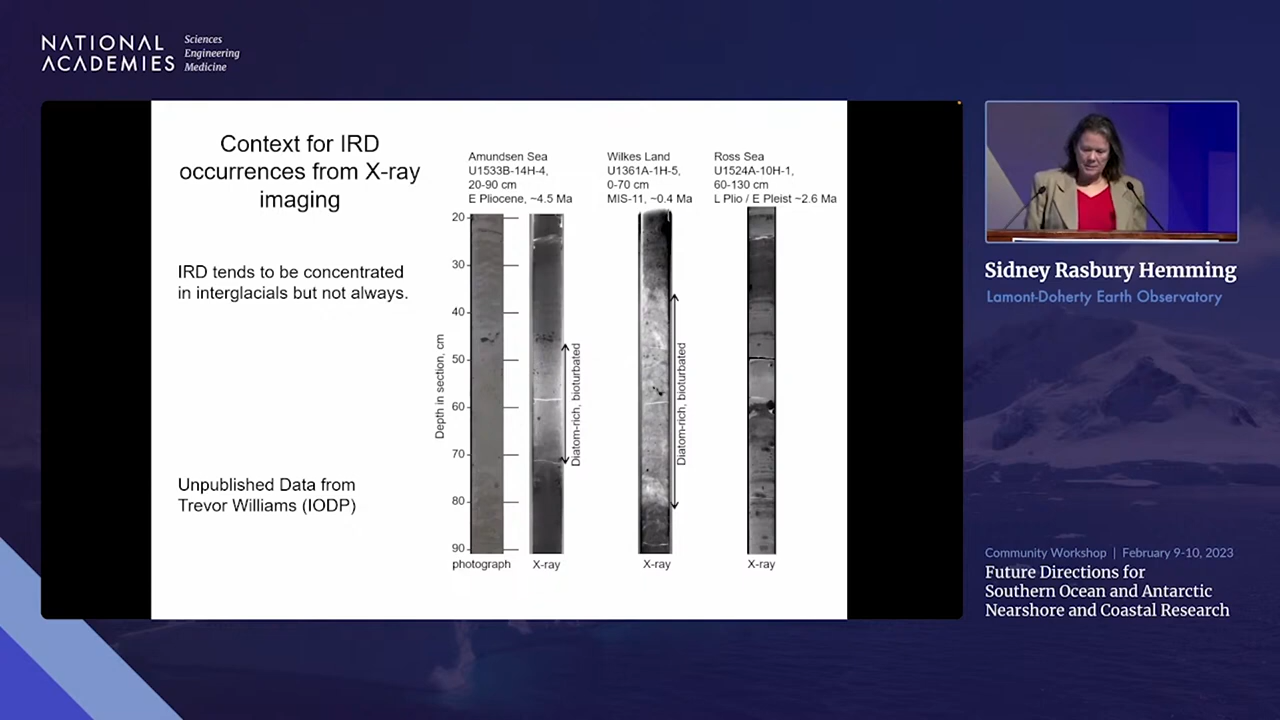 NATIONAL
ACADEMIES
Sciences
Engineering
Medicine
Context for IRD
occurrences from X-ray
imaging
IRD tends to be concentrated
in interglacials but not always.
Unpublished Data from
Trevor Williams (IODP)
Amundsen Sea
U1533B-14H-4,
20-90 cm
E Pliocene, ~4.5 Ma
Wilkes Land
U1361A-1H-5,
0-70 cm
MIS-11, ~0.4 Ma
Ross Sea
U1524A-10H-1,
60-130 cm
L Plio / E Pleist ~2.6 Ma
Depth in section, cm
20
30
40
50
60
70
80
90
Diatom-rich, bioturbated
Diatom-rich, bioturbated
photograph
X-ray
X-ray
X-ray
Sidney Rasbury Hemming
Lamont-Doherty Earth Observatory
Community Workshop | February 9-10, 2023
Future Directions for
Southern Ocean and Antarctic
Nearshore and Coastal Research